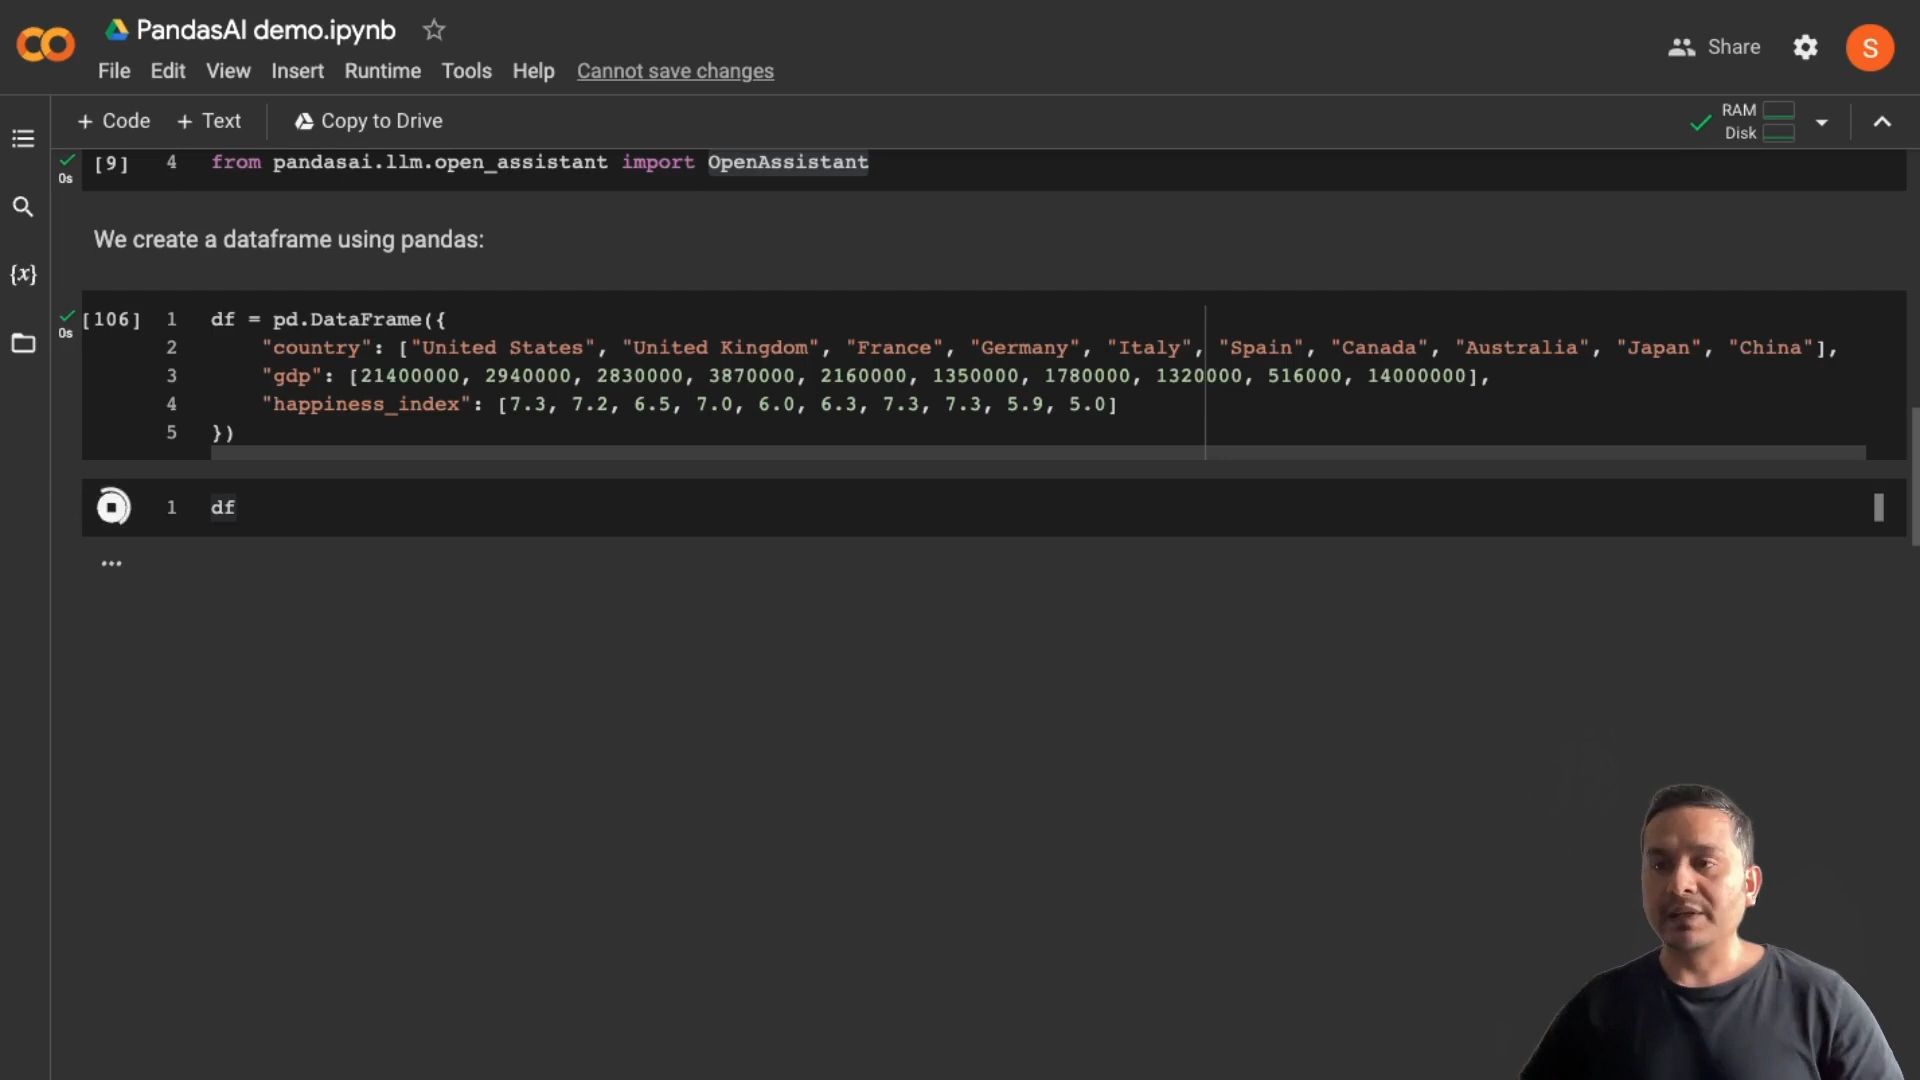 PandasAI demo.ipynb
Share
S
File Edit View Insert Runtime Tools Help Cannot save changes
+ Code + Text Copy to Drive
RAM
Disk
{x}
0s
[9] 4 from pandasai.llm.open_assistant import OpenAssistant
We create a dataframe using pandas:
0s
[106] 1 df = pd.DataFrame({
2 "country": ["United States", "United Kingdom", "France", "Germany", "Italy", "Spain", "Canada", "Australia", "Japan", "China"],
3 "gdp": [21400000, 2940000, 2830000, 3870000, 2160000, 1350000, 1780000, 1320000, 516000, 14000000],
4 "happiness_index": [7.3, 7.2, 6.5, 7.0, 6.0, 6.3, 7.3, 7.3, 5.9, 5.0]
5 })
1 df
...